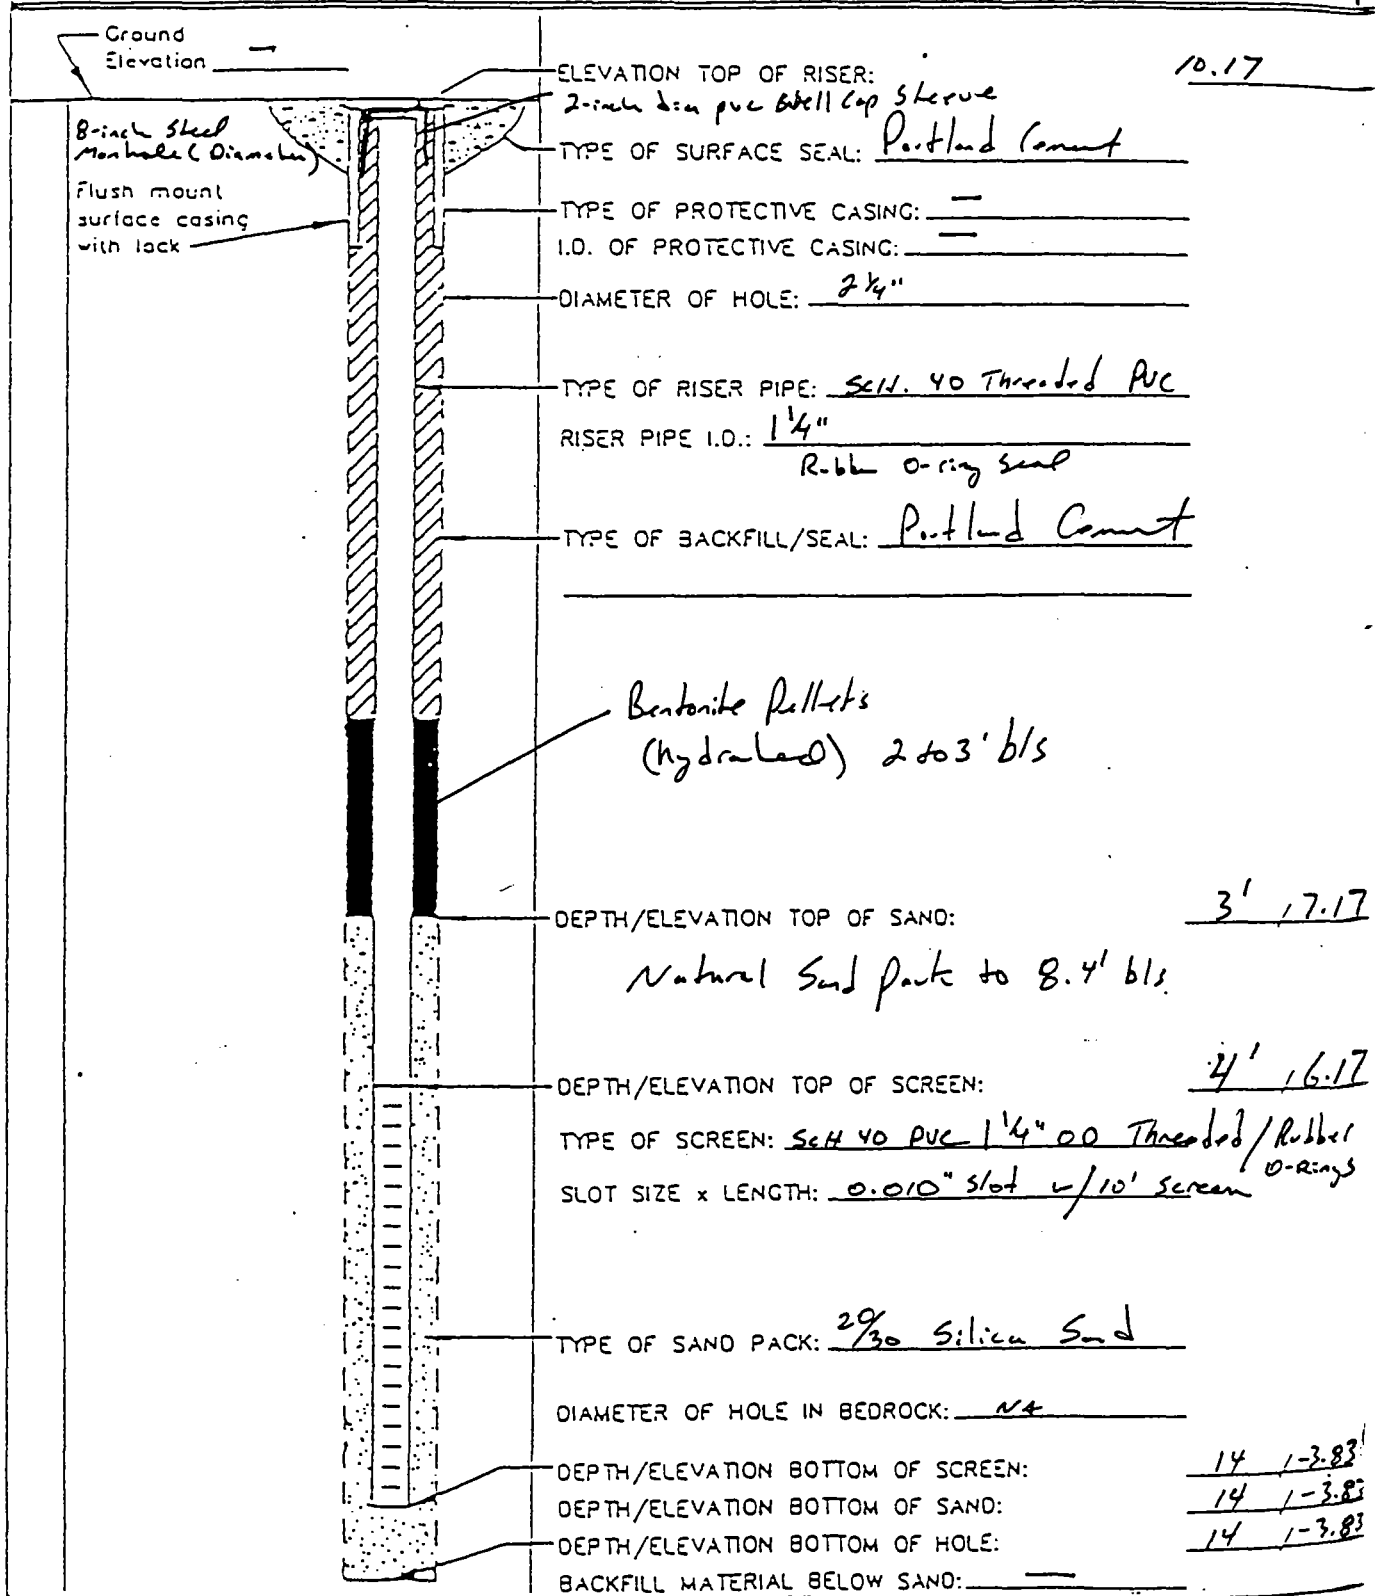 Ground
Elevation —
ELEVATION TOP OF RISER: 10.17
2-inch dia pvc Well Cap Sleeve
8-inch Steel
Manhole (Diameter)
TYPE OF SURFACE SEAL: Portland Cement
Flush mount
surface casing
with lock
TYPE OF PROTECTIVE CASING: —
I.D. OF PROTECTIVE CASING: —
DIAMETER OF HOLE: 2 1/4"
TYPE OF RISER PIPE: SCH. 40 Threaded PVC
RISER PIPE I.D.: 1 1/4"
Rubber O-ring Seal
TYPE OF BACKFILL/SEAL: Portland Cement
Bentonite Pellets
(hydrated) 2 to 3' bls
DEPTH/ELEVATION TOP OF SAND: 3' / 7.17
Natural Sand Pack to 8.4' bls.
DEPTH/ELEVATION TOP OF SCREEN: 4' / 6.17
TYPE OF SCREEN: SCH 40 PVC 1 1/4" OD Threaded / Rubber
O-Rings
SLOT SIZE x LENGTH: 0.010" slot w/ 10' screen
TYPE OF SAND PACK: 20/30 Silica Sand
DIAMETER OF HOLE IN BEDROCK: NA
DEPTH/ELEVATION BOTTOM OF SCREEN: 14 / -3.83'
DEPTH/ELEVATION BOTTOM OF SAND: 14 / -3.83
DEPTH/ELEVATION BOTTOM OF HOLE: 14 / -3.83
BACKFILL MATERIAL BELOW SAND: —